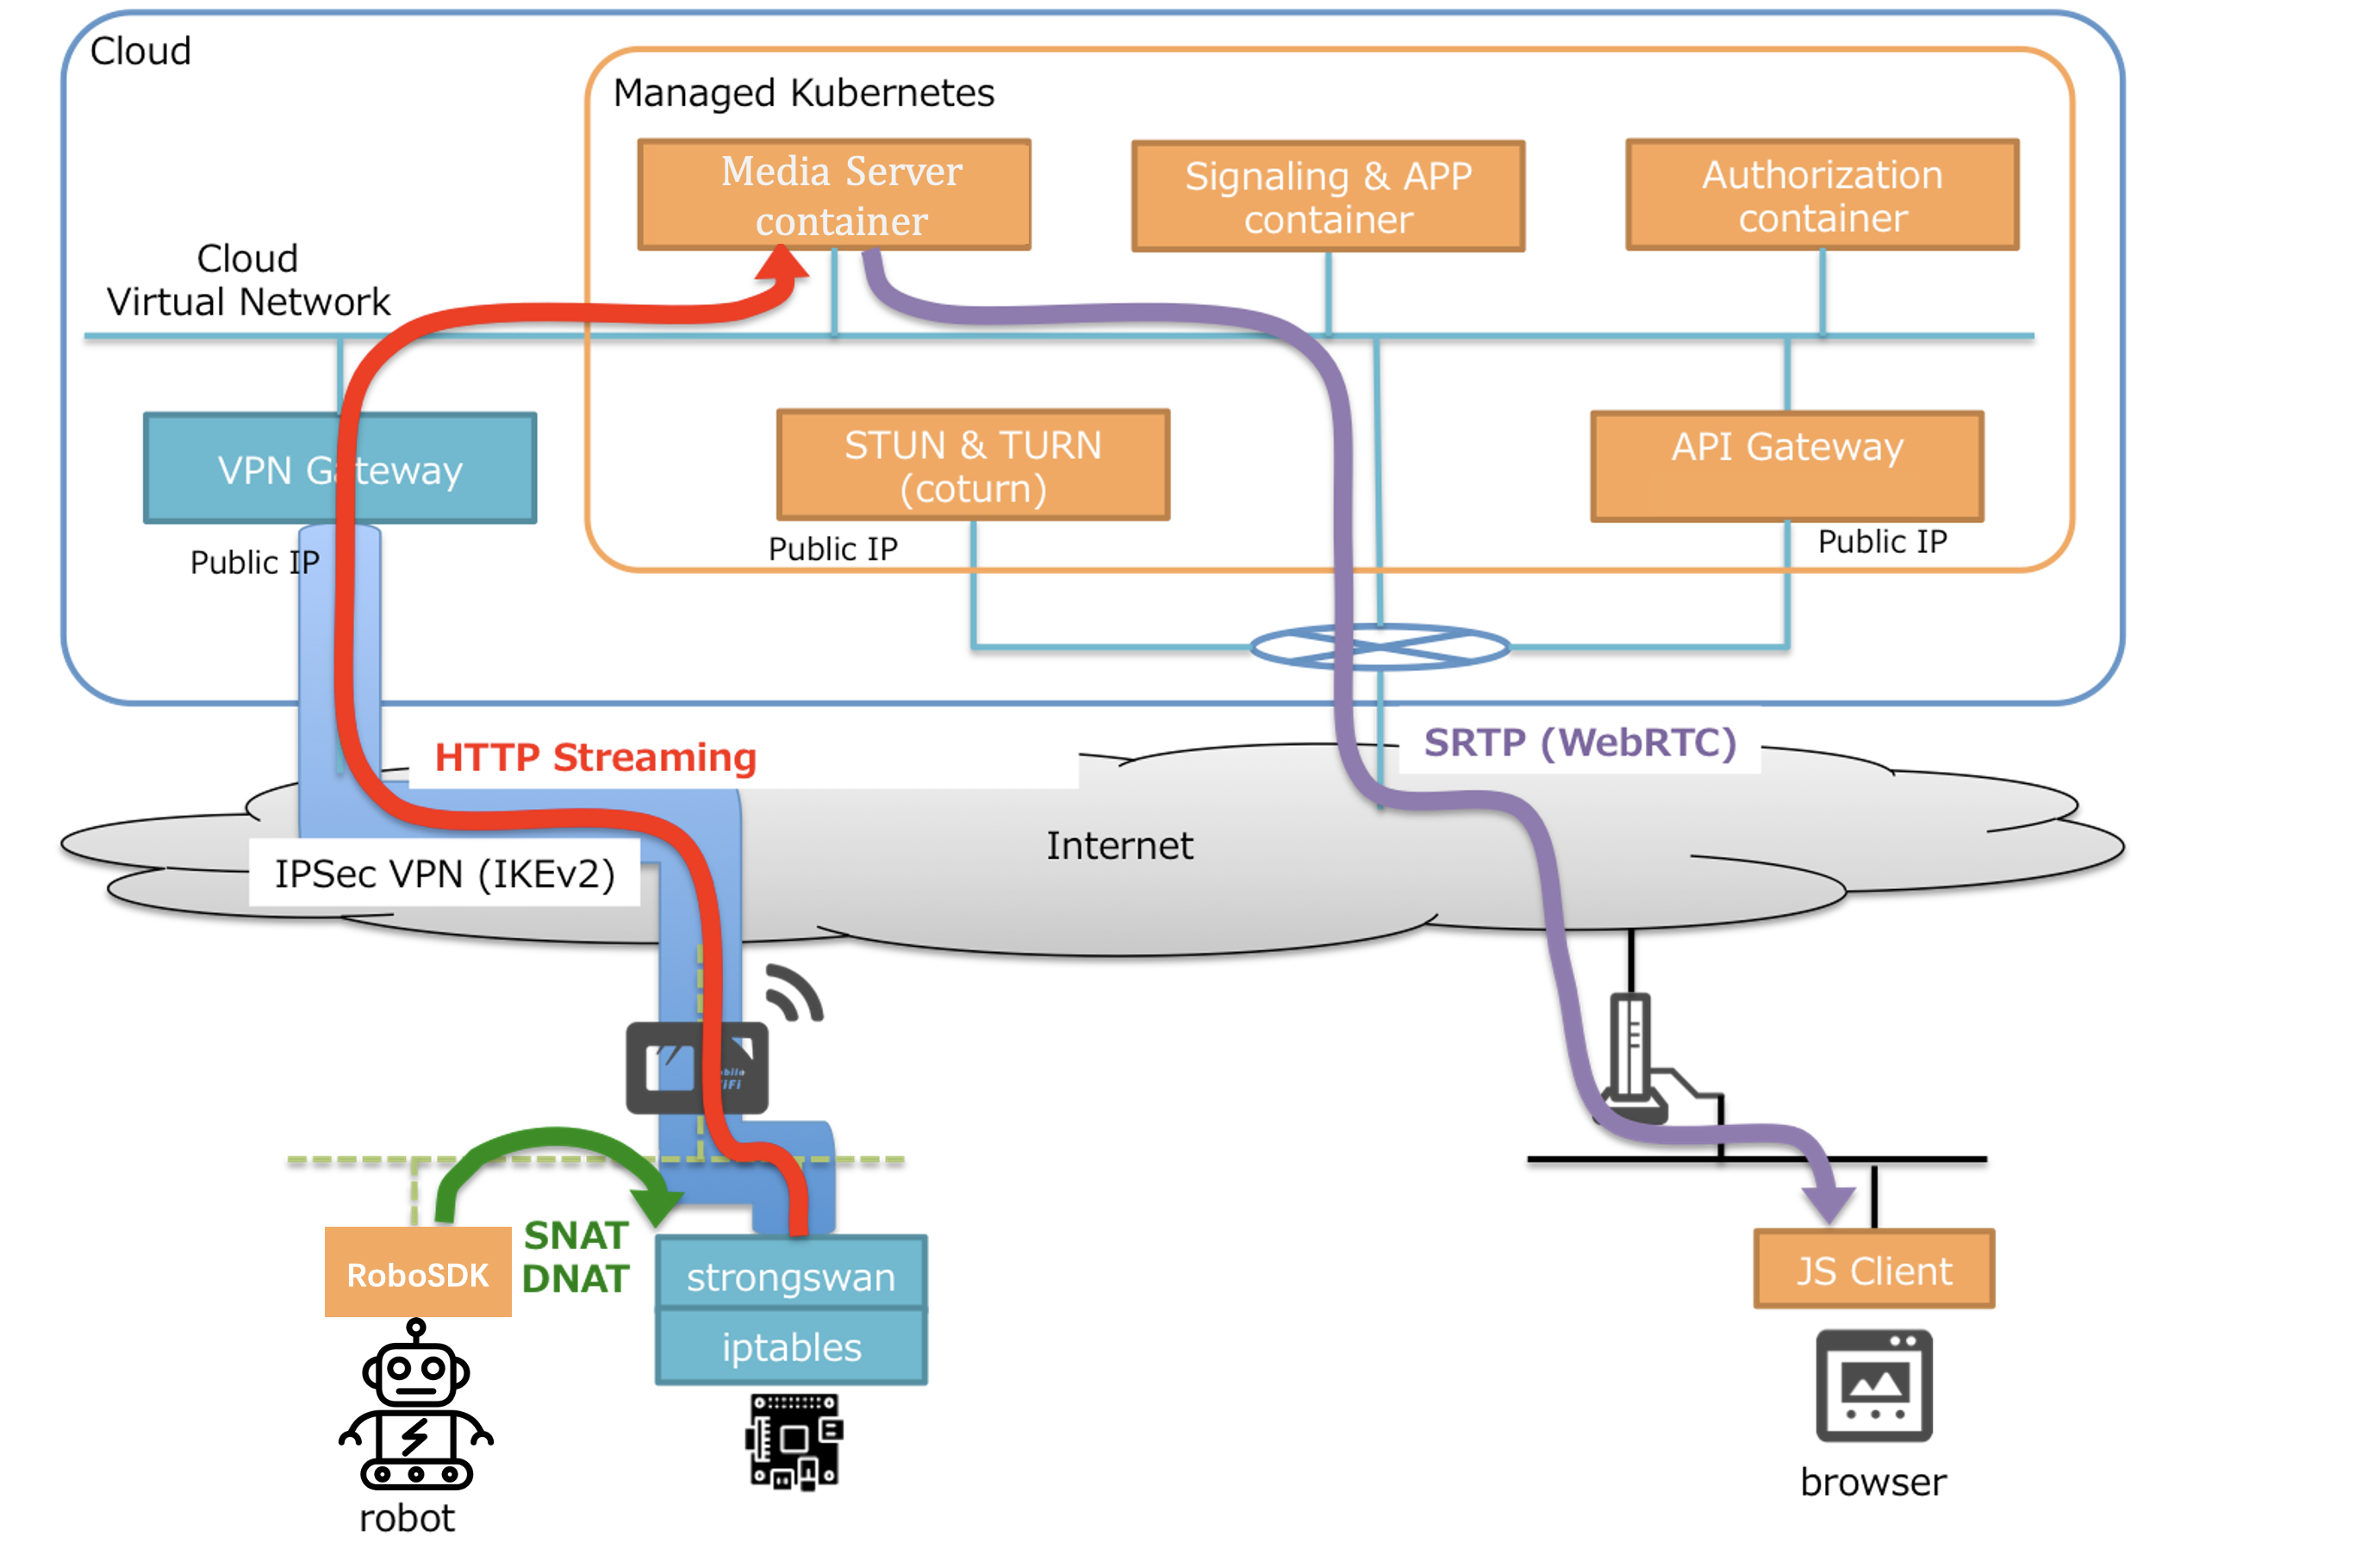 Cloud
Managed Kubernetes
Media Server
container
Signaling & APP
container
Authorization
container
Cloud
Virtual Network
VPN Gateway
STUN & TURN
(coturn)
API Gateway
Public IP
Public IP
Public IP
HTTP Streaming
SRTP (WebRTC)
Internet
IPSec VPN (IKEv2)
SNAT
DNAT
RoboSDK
strongswan
iptables
JS Client
robot
browser